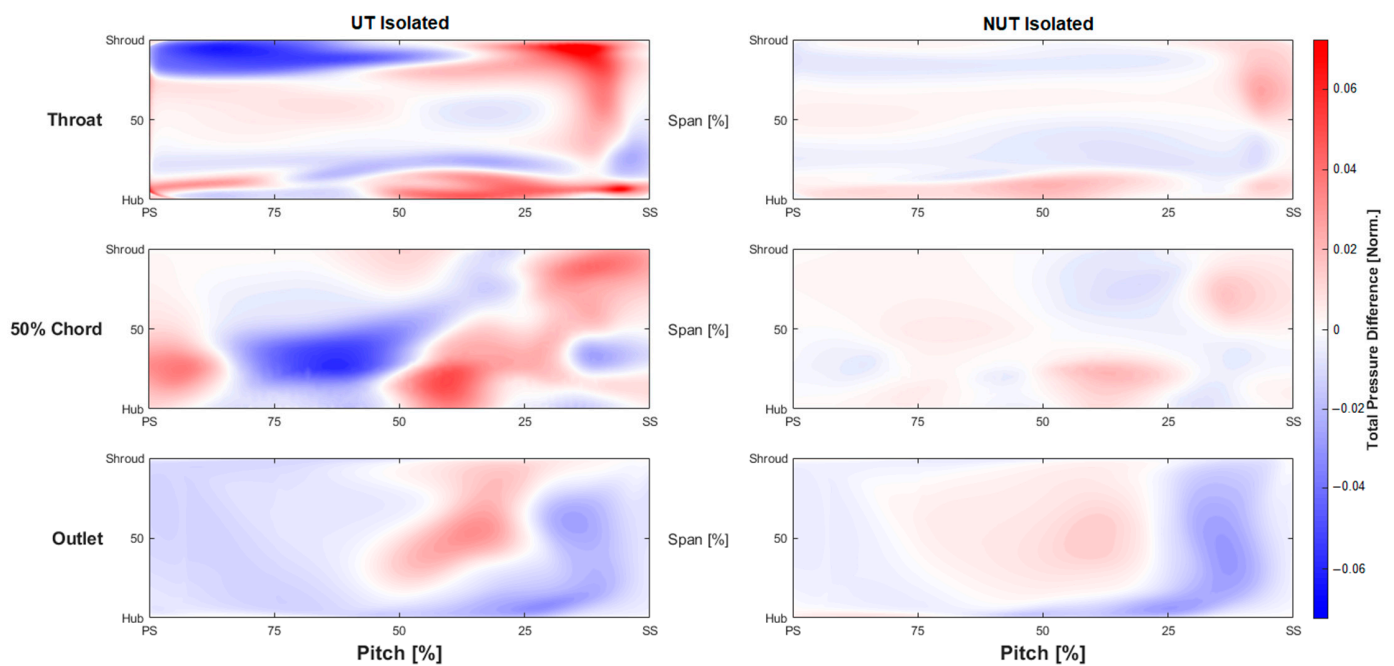 UT Isolated
NUT Isolated
Shroud
Throat
50
Hub
PS
75
50
25
SS
Span [%]
Shroud
50
Hub
PS
75
50
25
SS
Shroud
50% Chord
50
Hub
PS
75
50
25
SS
Span [%]
Shroud
50
Hub
PS
75
50
25
SS
Shroud
Outlet
50
Hub
PS
75
50
25
SS
Pitch [%]
Span [%]
Shroud
50
Hub
PS
75
50
25
SS
Pitch [%]
0.06
0.04
0.02
0
−0.02
−0.04
−0.06
Total Pressure Difference [Norm.]